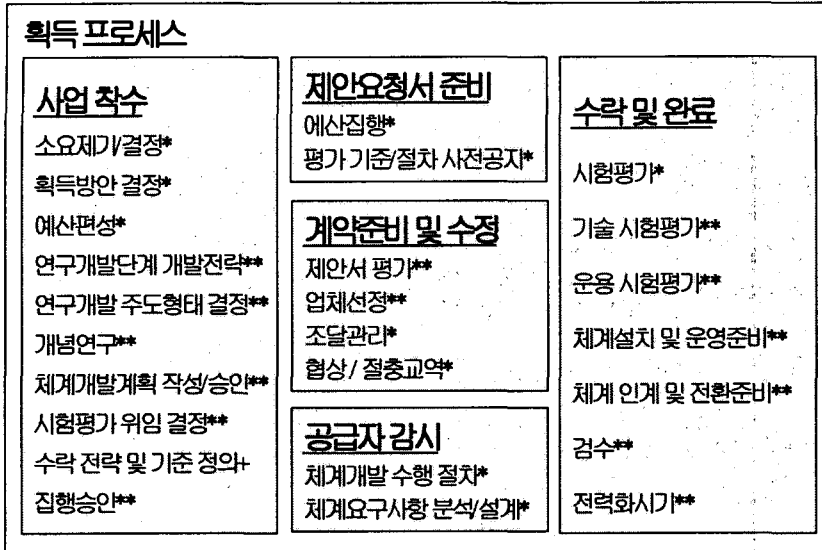 획득 프로세스
사업 착수
소요제기/결정*
획득방안 결정*
예산편성*
연구개발단계 개발전략**
연구개발 주도형태 결정**
개념연구**
체계개발계획 작성/승인**
시험평가 위임 결정**
수락 전략 및 기준 정의+
집행승인**
제안요청서 준비
예산집행*
평가 기준/절차 사전공지*
계약준비 및 수정
제안서 평가**
업체선정**
조달관리*
협상 / 절충교역*
공급자 감시
체계개발 수행 절차*
체계요구사항 분석/설계*
수락 및 완료
시험평가*
기술 시험평가**
운용 시험평가**
체계설치 및 운영준비**
체계 인계 및 전환준비**
검수**
전력화시기**